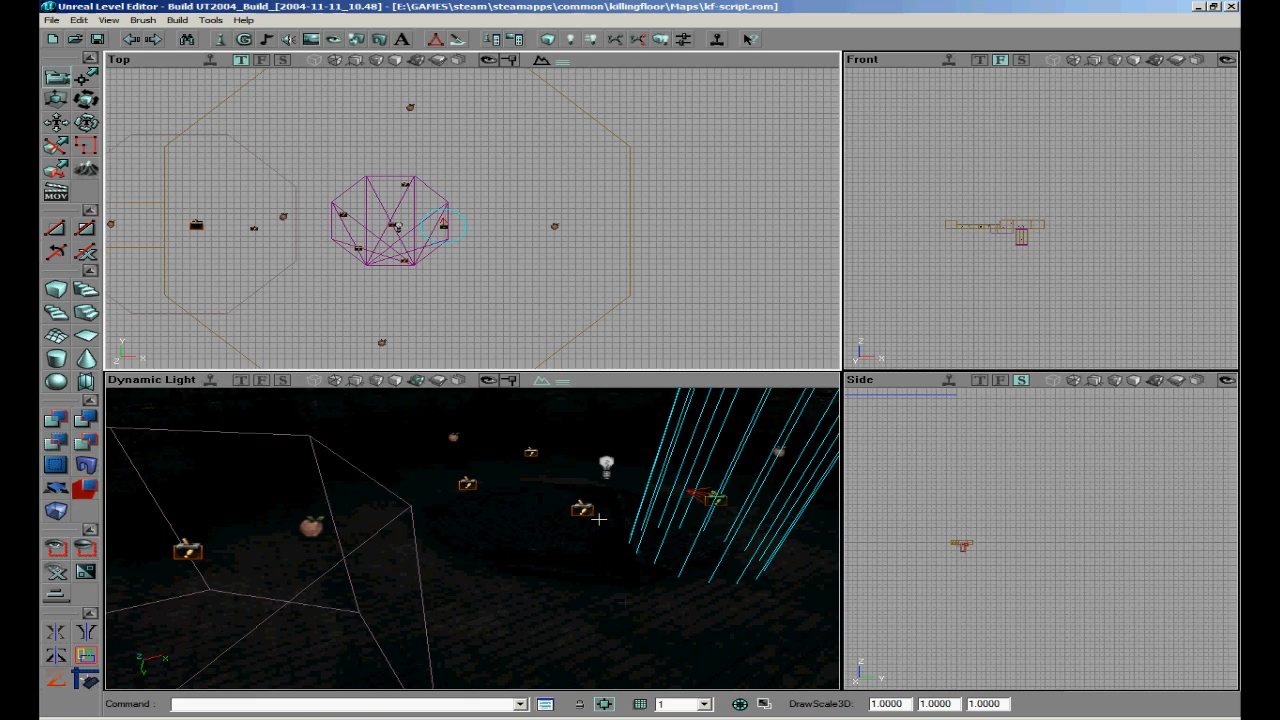 Unreal Level Editor - Build UT2004_Build_[2004-11-11_10.48] - [E:\GAMES\steam\steamapps\common\killingfloor\Maps\kf-script.rom]
File Edit View Brush Build Tools Help
Top T F S
Front T F S
MOV
Y
Z X
Z
Y X
Dynamic Light T F S
Side T F S
Z X
Y
Z
X Y
Command : 1 DrawScale3D: 1.0000 1.0000 1.0000